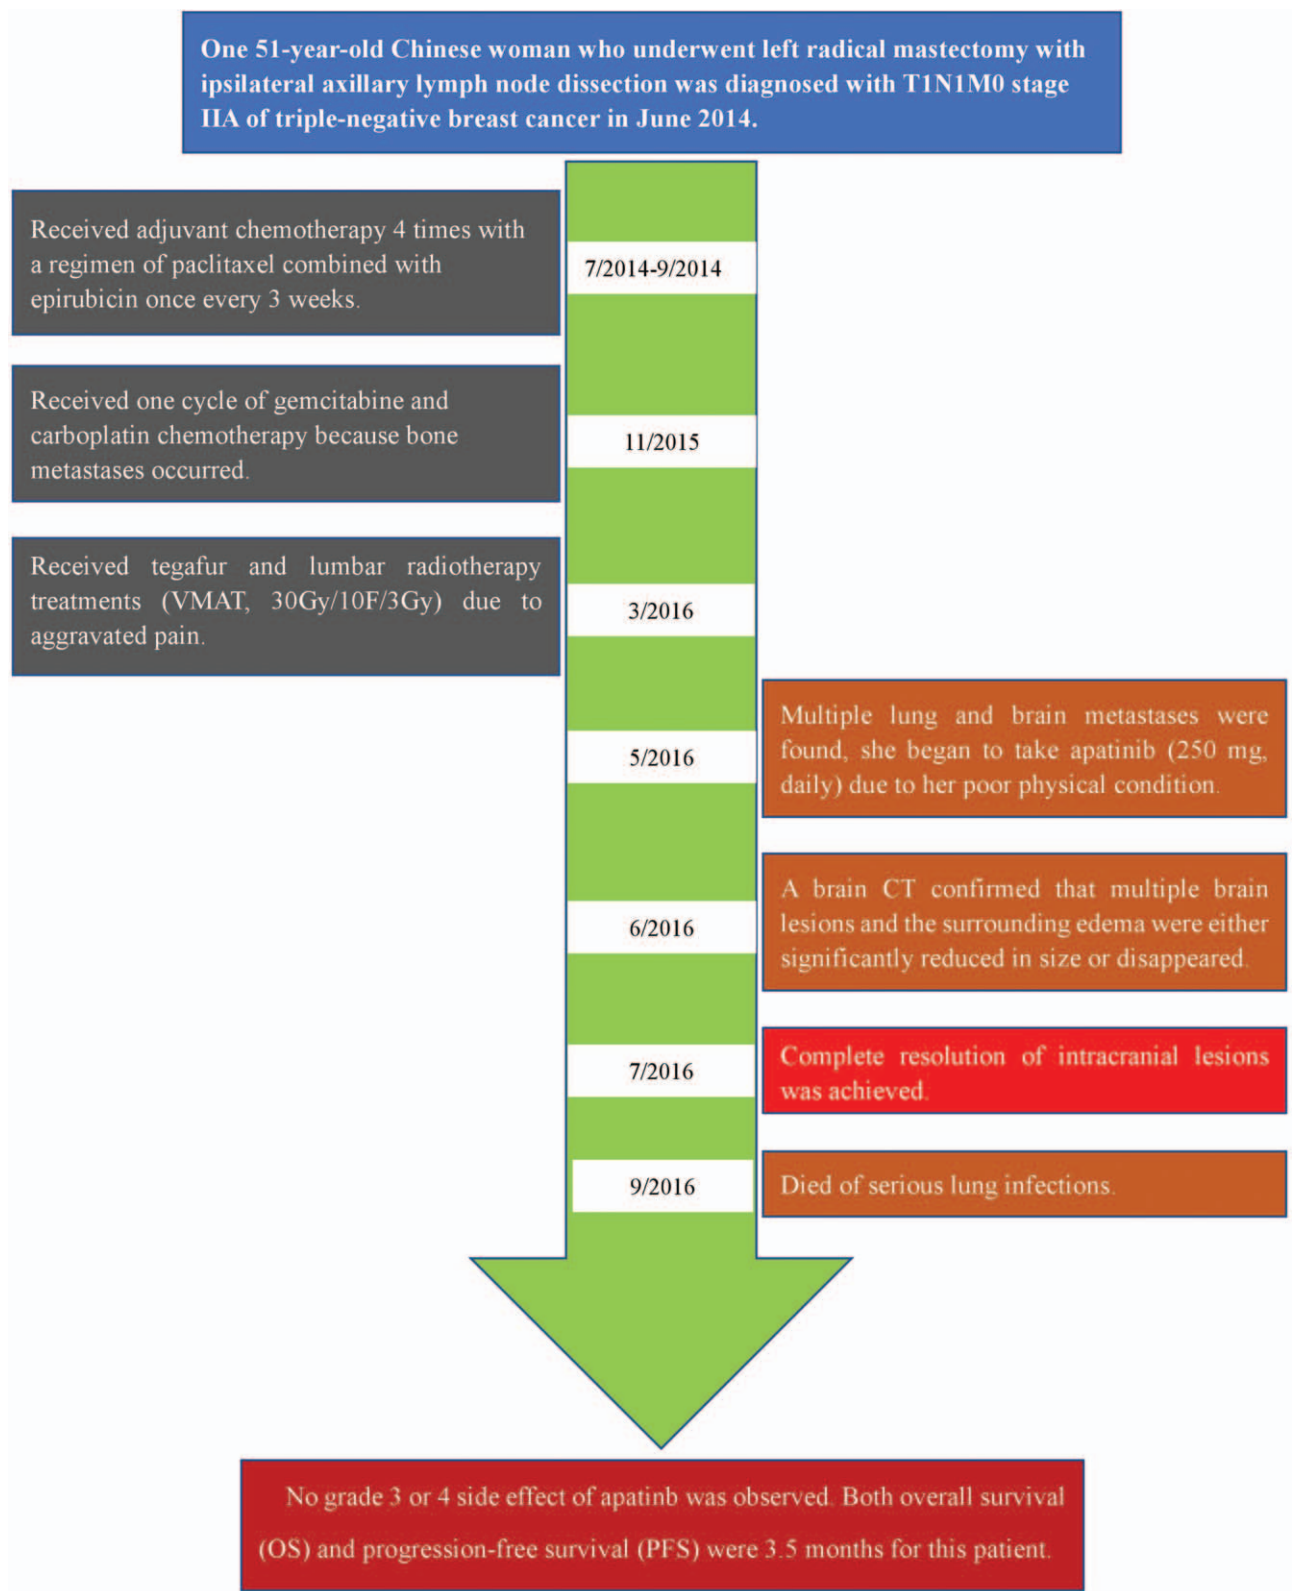 One 51-year-old Chinese woman who underwent left radical mastectomy with
ipsilateral axillary lymph node dissection was diagnosed with T1N1M0 stage
IIA of triple-negative breast cancer in June 2014.
Received adjuvant chemotherapy 4 times with
a regimen of paclitaxel combined with
epirubicin once every 3 weeks.
7/2014-9/2014
Received one cycle of gemcitabine and
carboplatin chemotherapy because bone
metastases occurred.
11/2015
Received tegafur and lumbar radiotherapy
treatments (VMAT, 30Gy/10F/3Gy) due to
aggravated pain.
3/2016
5/2016
Multiple lung and brain metastases were
found, she began to take apatinib (250 mg,
daily) due to her poor physical condition.
6/2016
A brain CT confirmed that multiple brain
lesions and the surrounding edema were either
significantly reduced in size or disappeared.
7/2016
Complete resolution of intracranial lesions
was achieved.
9/2016
Died of serious lung infections.
No grade 3 or 4 side effect of apatinb was observed. Both overall survival
(OS) and progression-free survival (PFS) were 3.5 months for this patient.